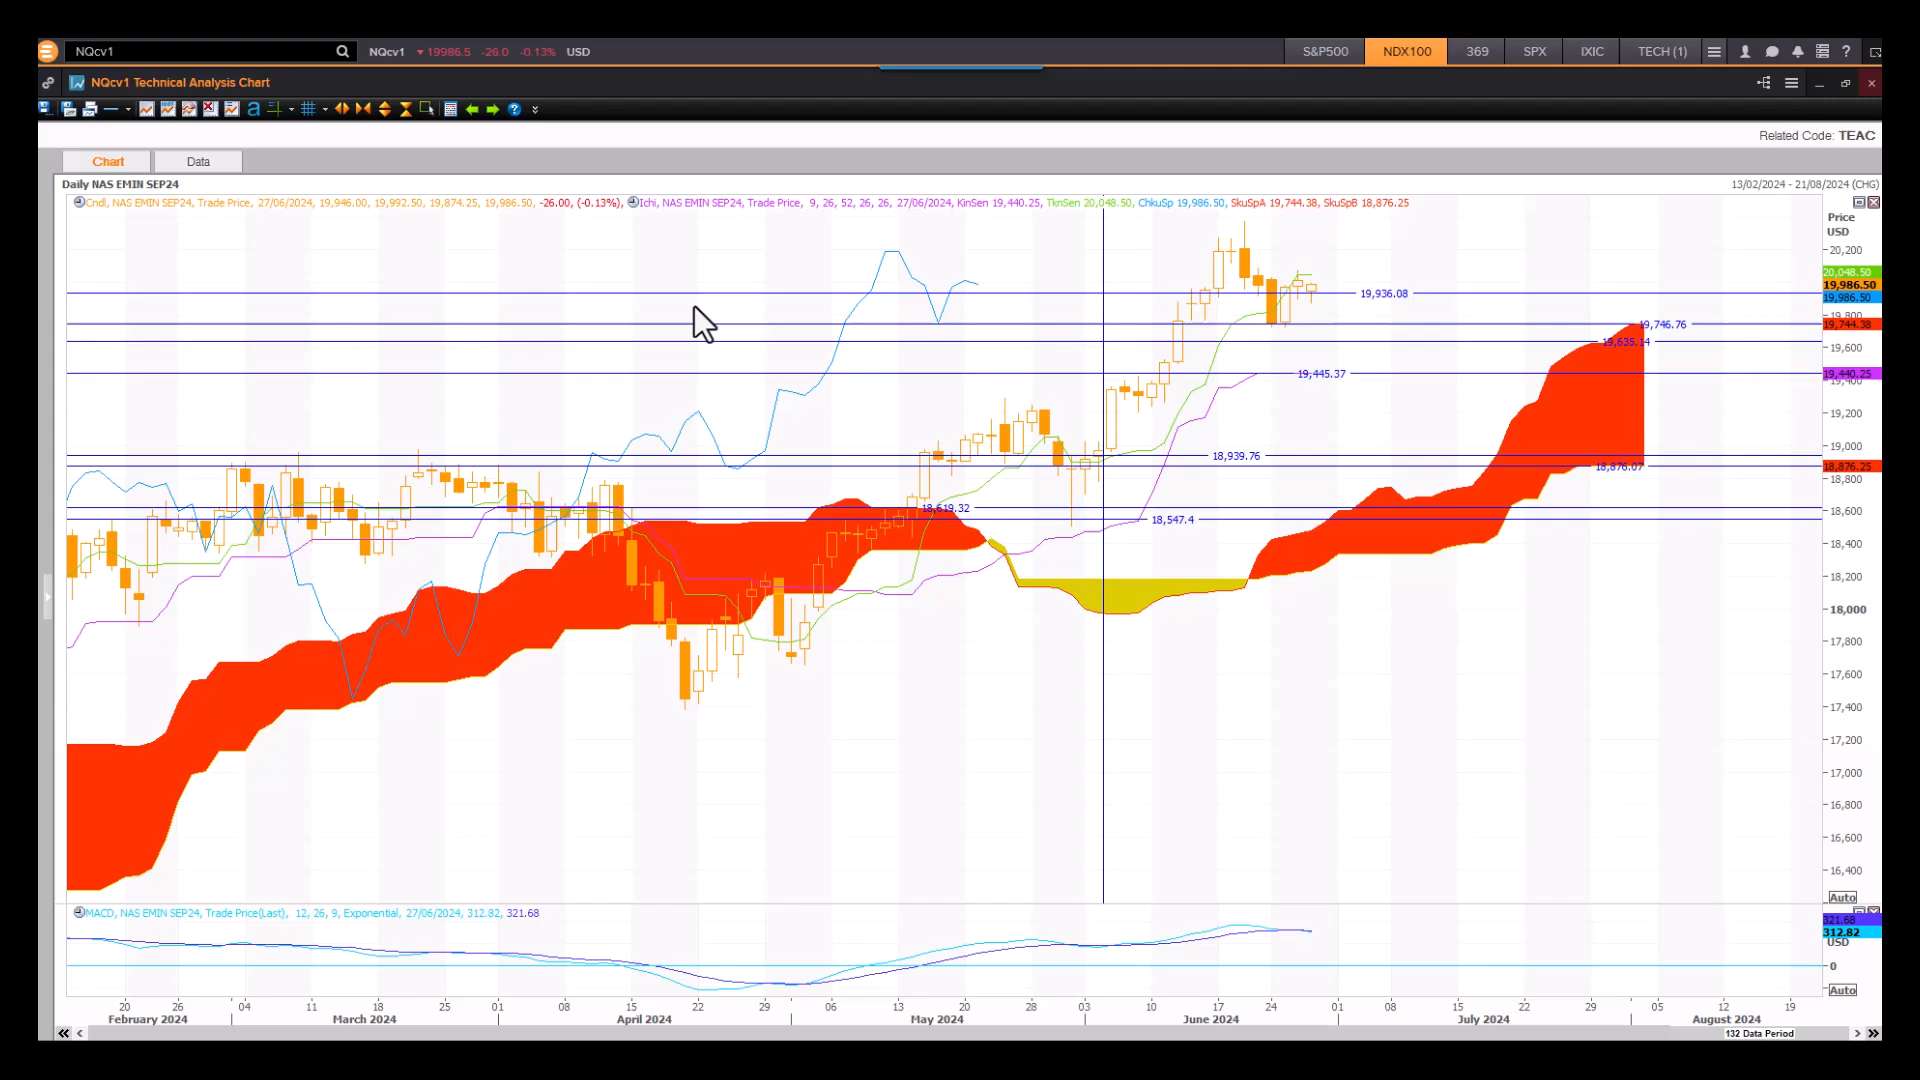 NQcv1 NQcv1 19986.5 -26.0 -0.13% USD S&P500 NDX100 369 SPX IXIC TECH (1)
NQcv1 Technical Analysis Chart
Related Code: TEAC
Chart Data
Daily NAS EMIN SEP24 13/02/2024 - 21/08/2024 (CHG)
Cndl, NAS EMIN SEP24, Trade Price, 27/06/2024, 19,946.00, 19,992.50, 19,874.25, 19,986.50, -26.00, (-0.13%), Ichi, NAS EMIN SEP24, Trade Price, 9, 26, 52, 26, 26, 27/06/2024, KinSen 19,440.25, TknSen 20,048.50, ChkuSp 19,986.50, SkuSpA 19,744.38, SkuSpB 18,876.25
Price
USD
20,200
20,048.50
19,986.50
19,986.50
19,936.08
19,800
19,744.38
19,746.76
19,635.14
19,600
19,445.37
19,440.25
19,400
19,200
19,000
18,939.76
18,876.07
18,876.25
18,800
18,619.32
18,600
18,547.4
18,400
18,200
18,000
17,800
17,600
17,400
17,200
17,000
16,800
16,600
16,400
Auto
MACD, NAS EMIN SEP24, Trade Price(Last), 12, 26, 9, Exponential, 27/06/2024, 312.82, 321.68
321.68
312.82
USD
0
Auto
20 26 04 11 18 25 01 08 15 22 29 06 13 20 28 03 10 17 24 01 08 15 22 29 05 12 19
February 2024 March 2024 April 2024 May 2024 June 2024 July 2024 August 2024
132 Data Period